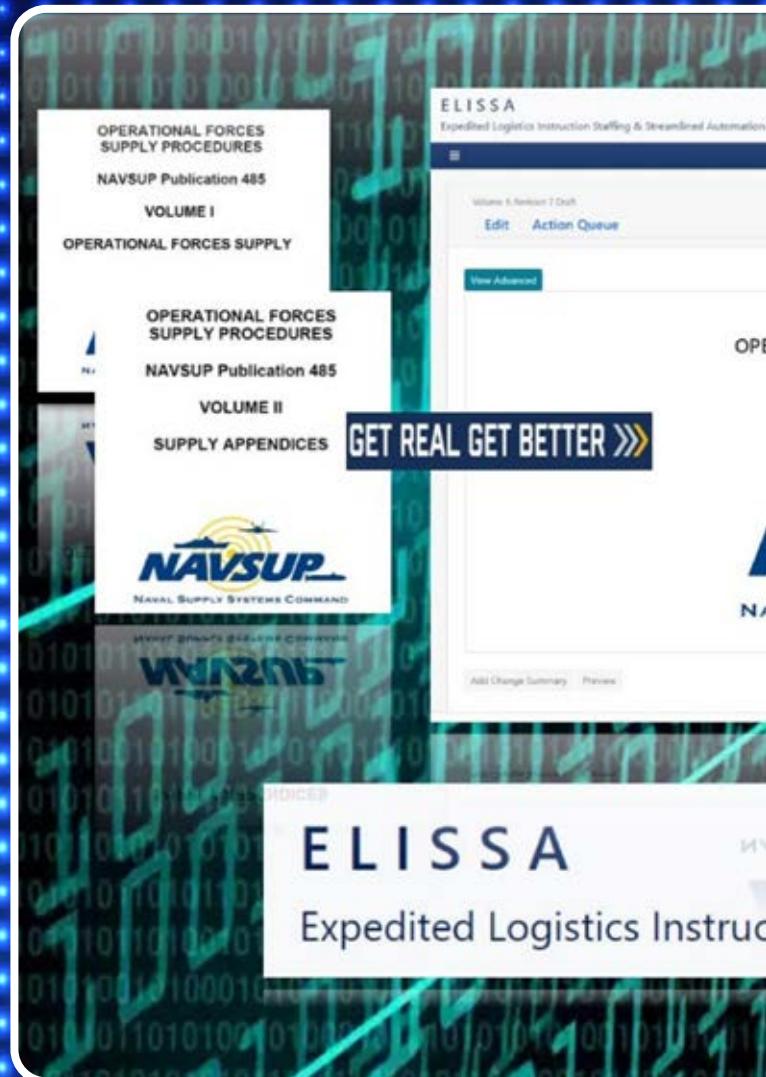 OPERATIONAL FORCES
SUPPLY PROCEDURES
NAVSUP Publication 485
VOLUME I
OPERATIONAL FORCES SUPPLY
OPERATIONAL FORCES
SUPPLY PROCEDURES
NAVSUP Publication 485
VOLUME II
SUPPLY APPENDICES
NAVSUP
NAVAL SUPPLY SYSTEMS COMMAND
GET REAL GET BETTER
ELISSA
Expedited Logistics Instruction Staffing & Streamlined Automation
Edit Action Queue
View Advanced
OPE
NA
Add Change Summary Preview
ELISSA
Expedited Logistics Instruc